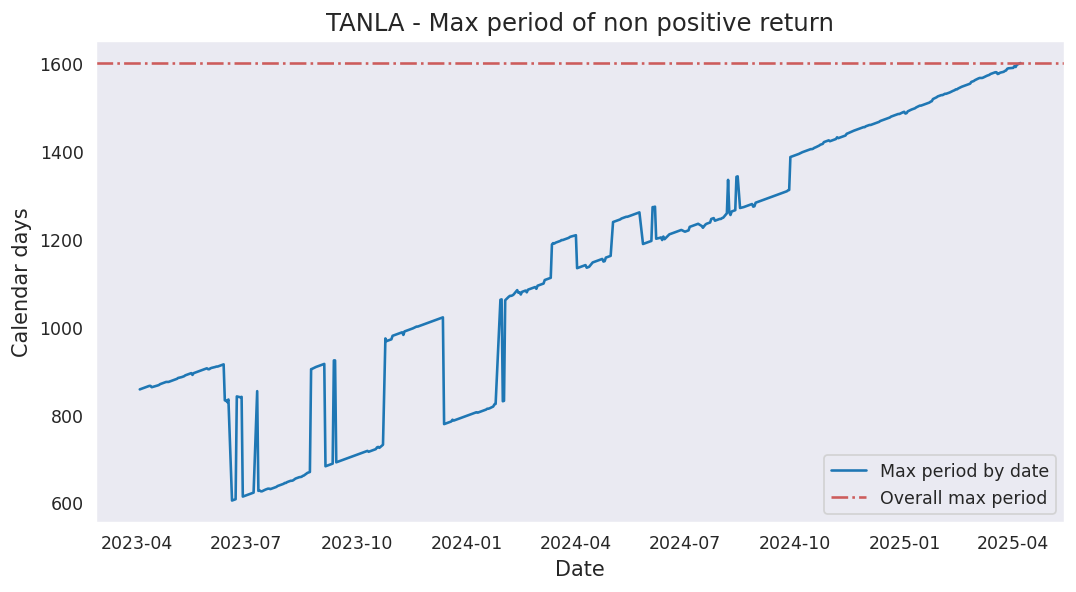 TANLA - Max period of non positive return
Calendar days
1600
1400
1200
1000
800
600
Max period by date
Overall max period
2023-04 2023-07 2023-10 2024-01 2024-04 2024-07 2024-10 2025-01 2025-04
Date